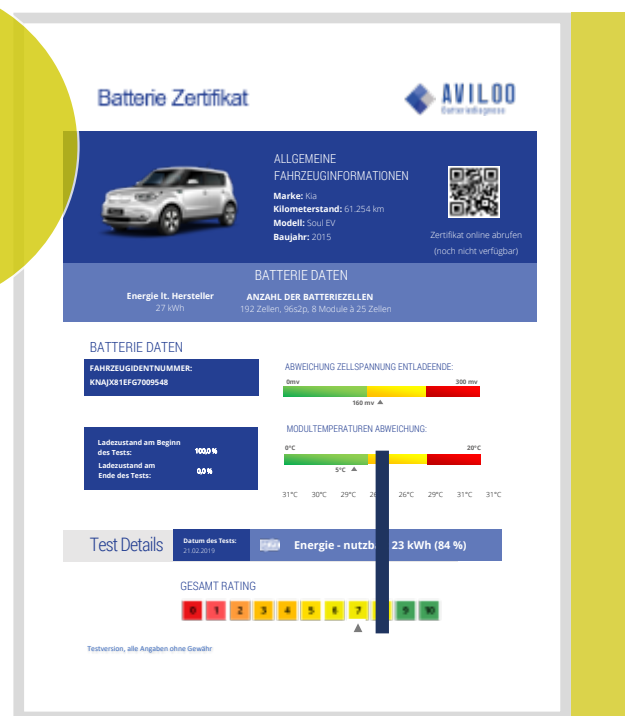 Batterie Zertifikat
AVILOO
Batteriediagnose
ALLGEMEINE
FAHRZEUGINFORMATIONEN
Marke: Kia
Kilometerstand: 61.254 km
Modell: Soul EV
Baujahr: 2015
Zertifikat online abrufen
(noch nicht verfügbar)
BATTERIE DATEN
Energie lt. Hersteller
27 kWh
ANZAHL DER BATTERIEZELLEN
192 Zellen, 96s2p, 8 Module à 25 Zellen
BATTERIE DATEN
FAHRZEUGIDENTNUMMER:
KNAJX81EFG7009548
ABWEICHUNG ZELLSPANNUNG ENTLADEENDE:
0mv 300 mv
160 mv
Ladezustand am Beginn
des Tests: 100,0 %
Ladezustand am
Ende des Tests: 0,0 %
MODULTEMPERATUREN ABWEICHUNG:
0°C 20°C
5°C
31°C 30°C 29°C 26°C 29°C 31°C 31°C
Test Details
Datum des Tests:
21.02.2019
Energie - 23 kWh (84 %)
GESAMT RATING
0 1 2 3 4 5 6 7 9 10
Testversion, alle Angaben ohne Gewähr